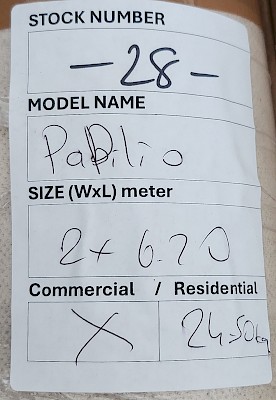 STOCK NUMBER
-28-
MODEL NAME
Papilio
SIZE (WxL) meter
2x 6.20
Commercial / Residential
X 24.50kg